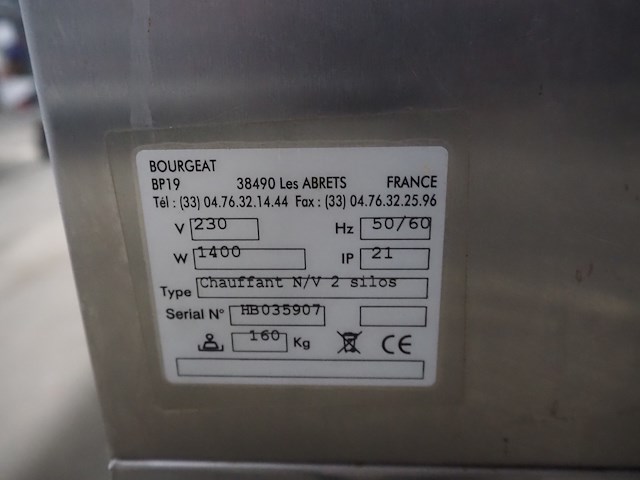 BOURGEAT
BP19 38490 Les ABRETS FRANCE
Tél : (33) 04.76.32.14.44 Fax : (33) 04.76.32.25.96
V 230 Hz 50/60
W 1400 IP 21
Type Chauffant N/V 2 silos
Serial N° HB035907
160 Kg CE